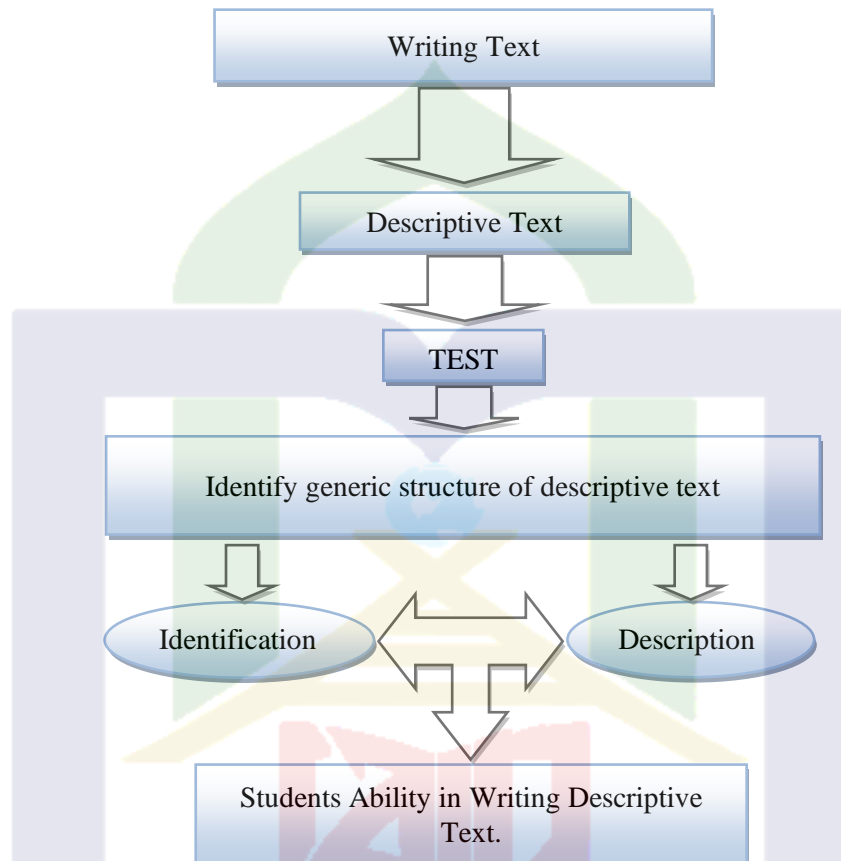 Writing Text
Descriptive Text
TEST
Identify generic structure of descriptive text
Identification
Description
Students Ability in Writing Descriptive
Text.